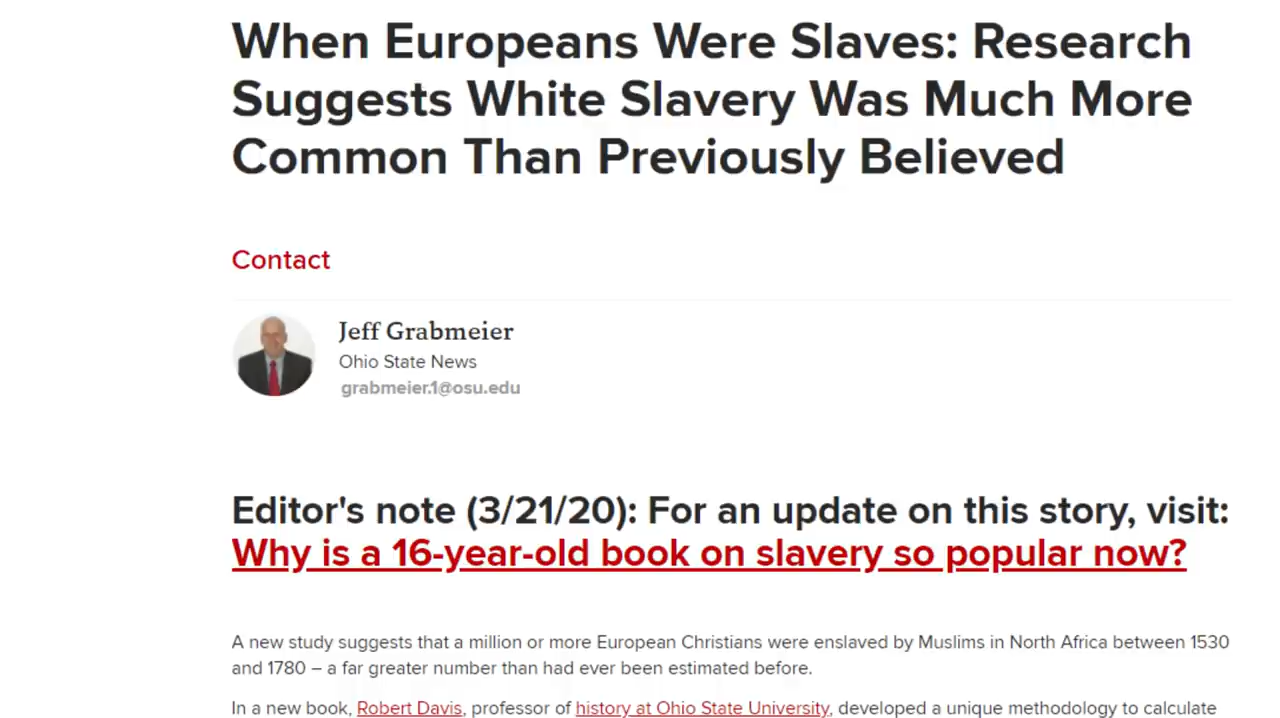 When Europeans Were Slaves: Research
Suggests White Slavery Was Much More
Common Than Previously Believed
Contact
Jeff Grabmeier
Ohio State News
grabmeier.1@osu.edu
Editor's note (3/21/20): For an update on this story, visit:
Why is a 16-year-old book on slavery so popular now?
A new study suggests that a million or more European Christians were enslaved by Muslims in North Africa between 1530
and 1780 – a far greater number than had ever been estimated before.
In a new book, Robert Davis, professor of history at Ohio State University, developed a unique methodology to calculate